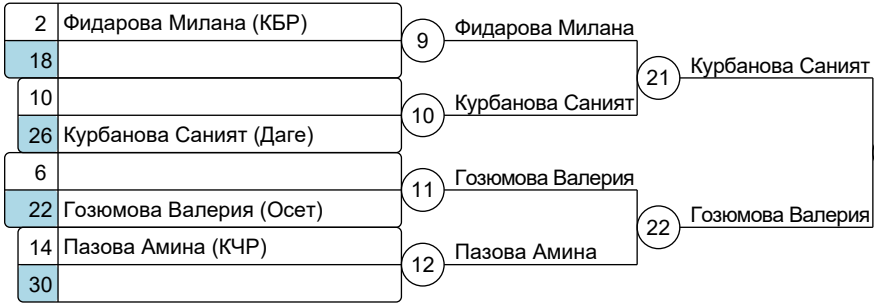 2 Фидарова Милана (КБР)
18
9 Фидарова Милана
10
26 Курбанова Саният (Даге)
10 Курбанова Саният
21 Курбанова Саният
6
22 Гозюмова Валерия (Осет)
11 Гозюмова Валерия
14 Пазова Амина (КЧР)
30
12 Пазова Амина
22 Гозюмова Валерия